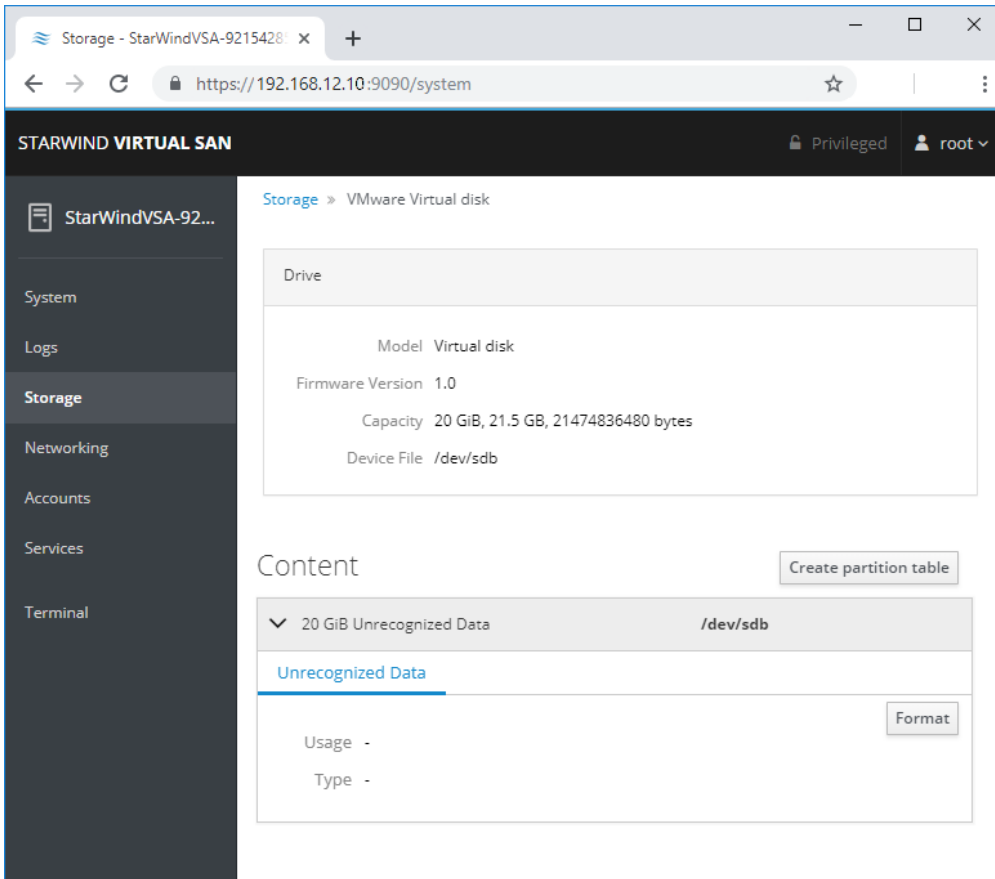 Storage - StarWindVSA-9215428
https://192.168.12.10:9090/system
STARWIND VIRTUAL SAN
Privileged
root
StarWindVSA-92...
System
Logs
Storage
Networking
Accounts
Services
Terminal
Storage » VMware Virtual disk
Drive
Model Virtual disk
Firmware Version 1.0
Capacity 20 GiB, 21.5 GB, 21474836480 bytes
Device File /dev/sdb
Content
Create partition table
20 GiB Unrecognized Data /dev/sdb
Unrecognized Data
Format
Usage -
Type -